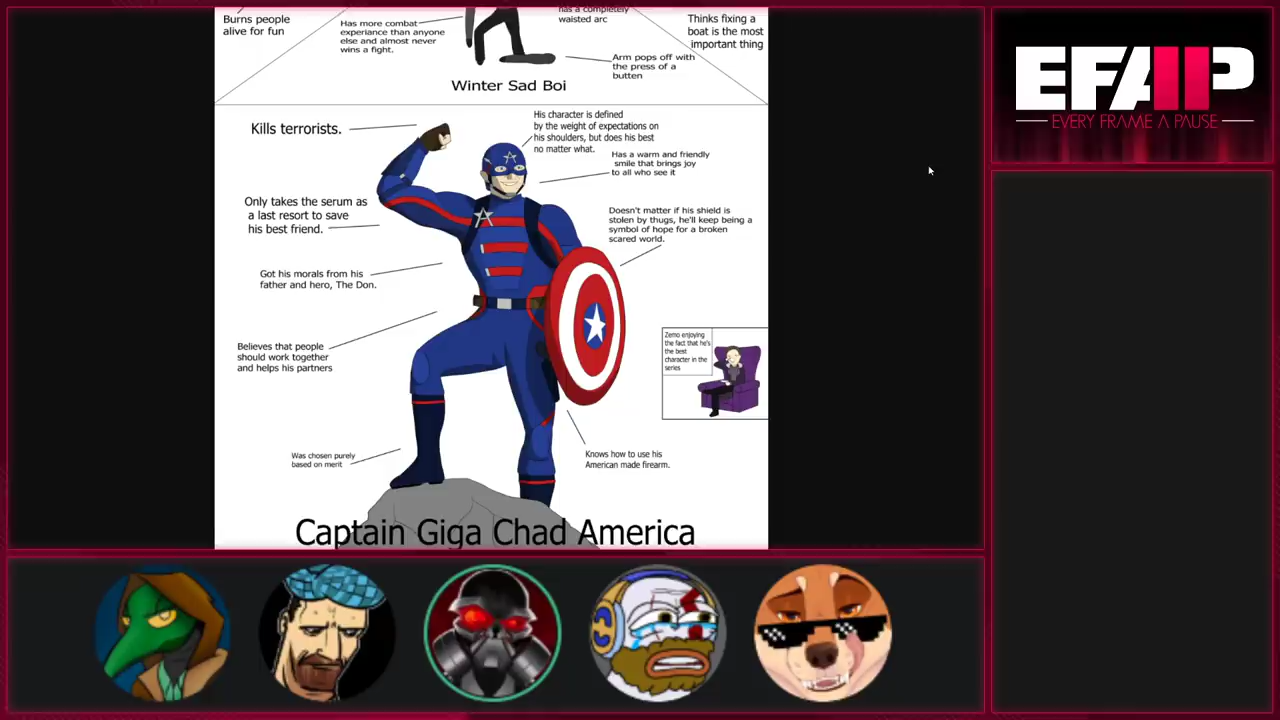 Burns people
alive for fun
Has more combat
experiance than anyone
else and almost never
wins a fight.
has a completely
waisted arc
Thinks fixing a
boat is the most
important thing
Arm pops off with
the press of a
butten
Winter Sad Boi
Kills terrorists.
His character is defined
by the weight of expectations on
his shoulders, but does his best
no matter what.
Has a warm and friendly
smile that brings joy
to all who see it
Only takes the serum as
a last resort to save
his best friend.
Doesn't matter if his shield is
stolen by thugs, he'll keep being a
symbol of hope for a broken
scared world.
Got his morals from his
father and hero, The Don.
Believes that people
should work together
and helps his partners
Zemo enjoying
the fact that he's
the best
character in the
series
Was chosen purely
based on merit
Knows how to use his
American made firearm.
Captain Giga Chad America
EFAP
EVERY FRAME A PAUSE